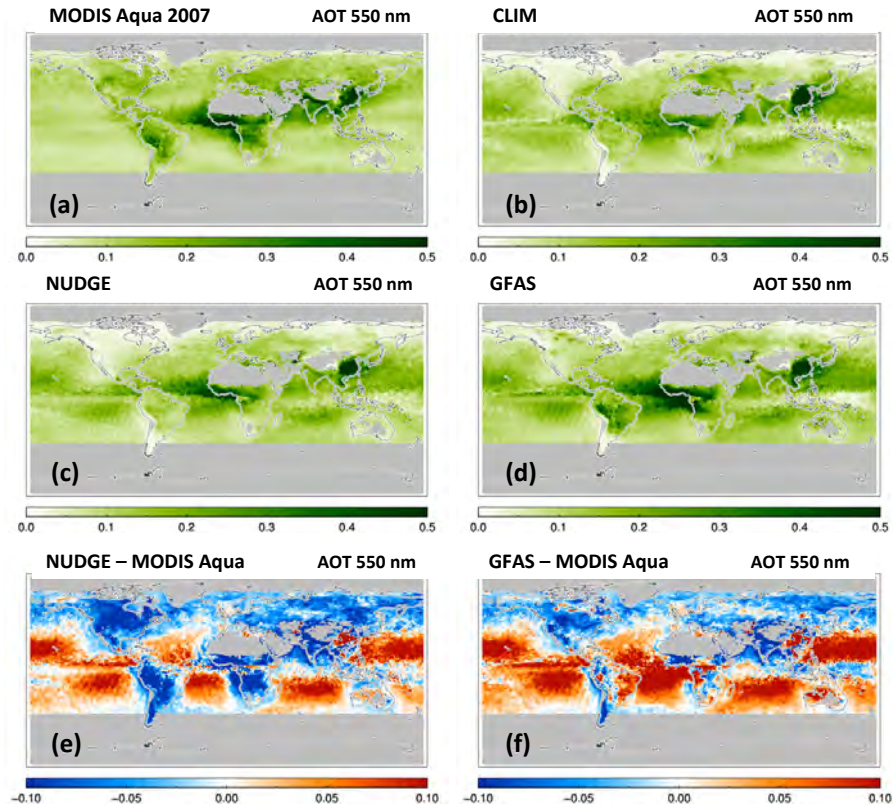 MODIS Aqua 2007 AOT 550 nm
CLIM AOT 550 nm
(a)
(b)
0.0 0.1 0.2 0.3 0.4 0.5
0.0 0.1 0.2 0.3 0.4 0.5
NUDGE AOT 550 nm
GFAS AOT 550 nm
(c)
(d)
0.0 0.1 0.2 0.3 0.4 0.5
0.0 0.1 0.2 0.3 0.4 0.5
NUDGE – MODIS Aqua AOT 550 nm
GFAS – MODIS Aqua AOT 550 nm
(e)
(f)
−0.10 −0.05 0.00 0.05 0.10
−0.10 −0.05 0.00 0.05 0.10